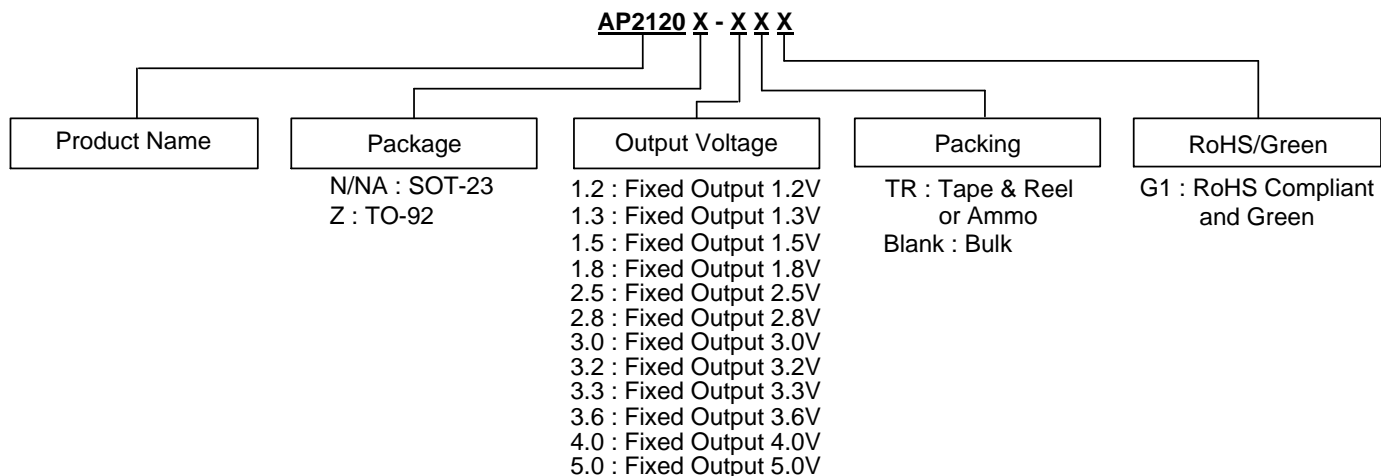 AP2120 X - X X X
Product Name
Package
Output Voltage
Packing
RoHS/Green
N/NA : SOT-23
Z : TO-92
1.2 : Fixed Output 1.2V
1.3 : Fixed Output 1.3V
1.5 : Fixed Output 1.5V
1.8 : Fixed Output 1.8V
2.5 : Fixed Output 2.5V
2.8 : Fixed Output 2.8V
3.0 : Fixed Output 3.0V
3.2 : Fixed Output 3.2V
3.3 : Fixed Output 3.3V
3.6 : Fixed Output 3.6V
4.0 : Fixed Output 4.0V
5.0 : Fixed Output 5.0V
TR : Tape & Reel
or Ammo
Blank : Bulk
G1 : RoHS Compliant
and Green